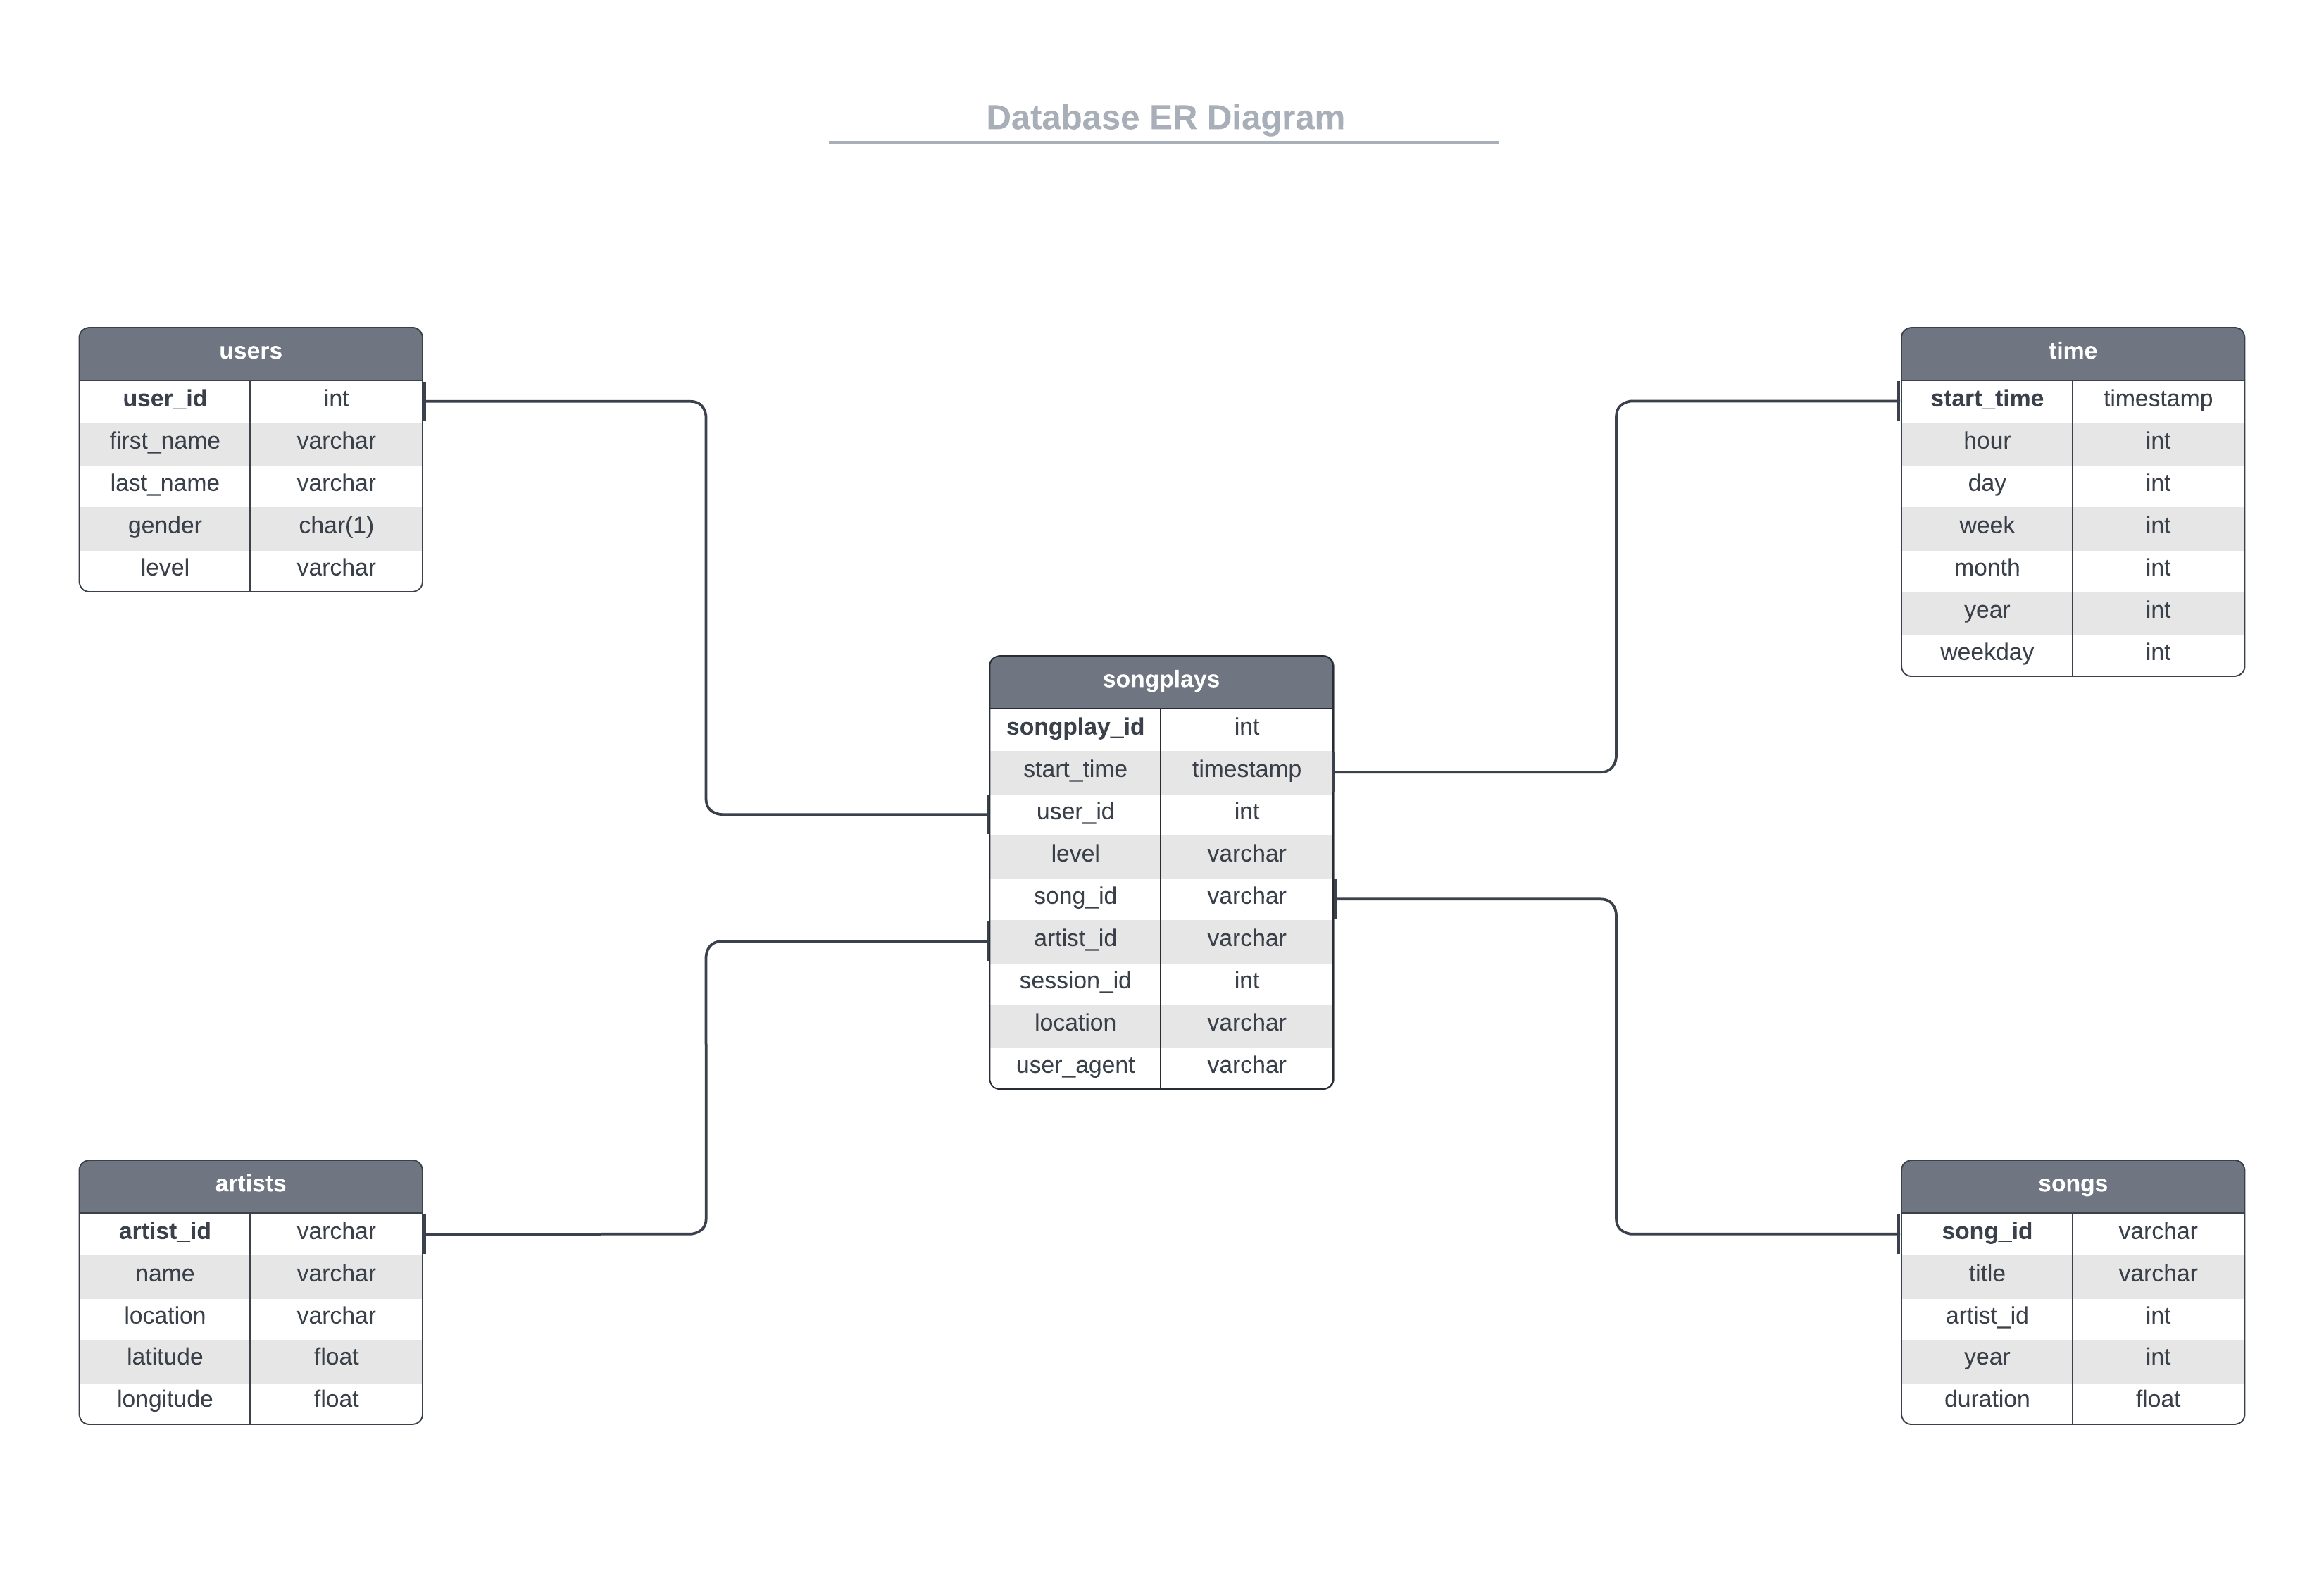 Database ER Diagram
users
user_id int
first_name varchar
last_name varchar
gender char(1)
level varchar
time
start_time timestamp
hour int
day int
week int
month int
year int
weekday int
songplays
songplay_id int
start_time timestamp
user_id int
level varchar
song_id varchar
artist_id varchar
session_id int
location varchar
user_agent varchar
artists
artist_id varchar
name varchar
location varchar
latitude float
longitude float
songs
song_id varchar
title varchar
artist_id int
year int
duration float